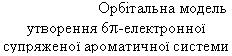 Орбітальна модель
утворення 6π-електронної
супряженої ароматичної системи